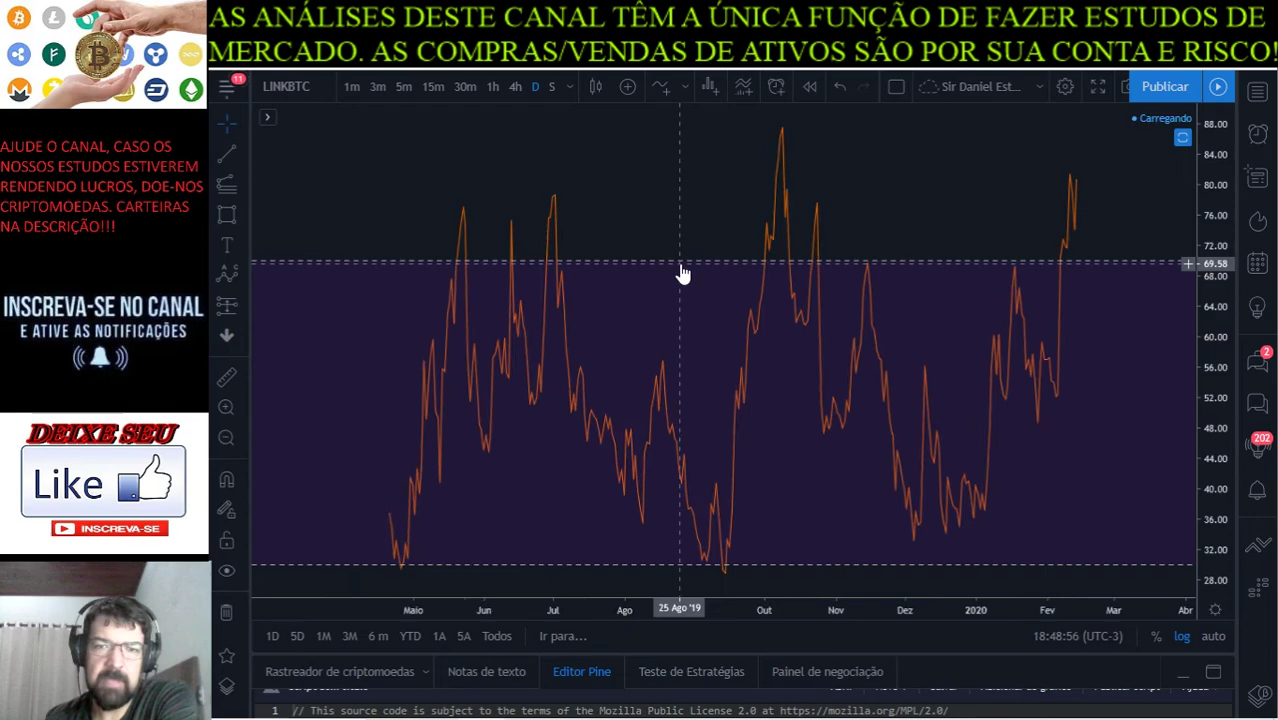 AS ANÁLISES DESTE CANAL TÊM A ÚNICA FUNÇÃO DE FAZER ESTUDOS DE
MERCADO. AS COMPRAS/VENDAS DE ATIVOS SÃO POR SUA CONTA E RISCO!
11
LINKBTC
1m 3m 5m 15m 30m 1h 4h D S
Sir Daniel Est...
Publicar
Carregando
AJUDE O CANAL, CASO OS
NOSSOS ESTUDOS ESTIVEREM
RENDENDO LUCROS, DOE-NOS
CRIPTOMOEDAS. CARTEIRAS
NA DESCRIÇÃO!!!
INSCREVA-SE NO CANAL
E ATIVE AS NOTIFICAÇÕES
DEIXE SEU
Like
INSCREVA-SE
88.00
84.00
80.00
76.00
72.00
69.58
68.00
64.00
60.00
56.00
52.00
48.00
44.00
40.00
36.00
32.00
28.00
2
202
Maio Jun Jul Ago 25 Ago '19 Out Nov Dez 2020 Fev Mar Abr
1D 5D 1M 3M 6 m YTD 1A 5A Todos Ir para... 18:48:56 (UTC-3) % log auto
Rastreador de criptomoedas Notas de texto Editor Pine Teste de Estratégias Painel de negociação
1 // This source code is subject to the terms of the Mozilla Public License 2.0 at https://mozilla.org/MPL/2.0/